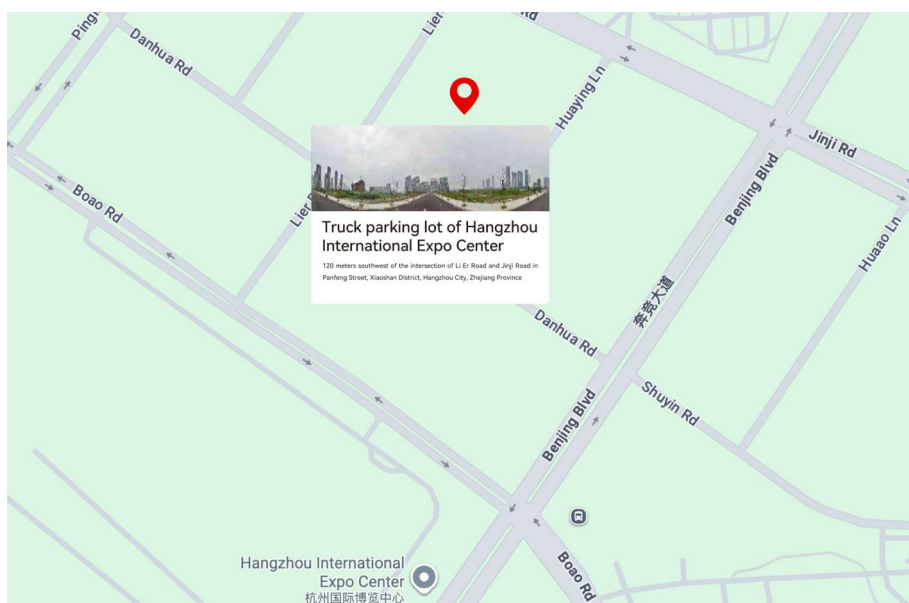 Pingl
Danhua Rd
Lier
Rd
Huaying Ln
Jinji Rd
Benjing Blvd
Boao Rd
Lier
Huaao Ln
Truck parking lot of Hangzhou
International Expo Center
120 meters southwest of the intersection of Li Er Road and Jinji Road in
Panfeng Street, Xiaoshan District, Hangzhou City, Zhejiang Province
奔竞大道
Danhua Rd
Shuyin Rd
Benjing Blvd
Hangzhou International
Expo Center
杭州国际博览中心
Boao Rd